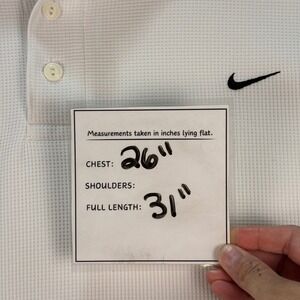 Measurements taken in inches lying flat.
CHEST: 26"
SHOULDERS:
FULL LENGTH: 31"